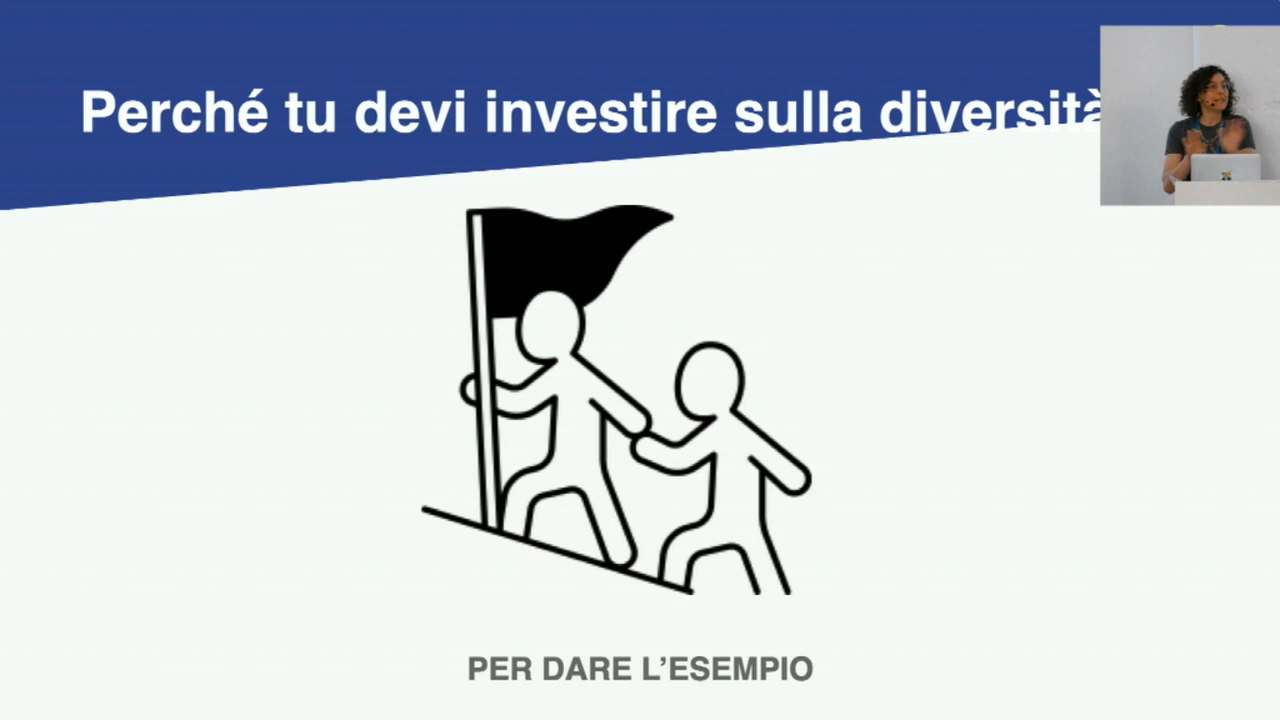 Perché tu devi investire sulla diversità
PER DARE L’ESEMPIO